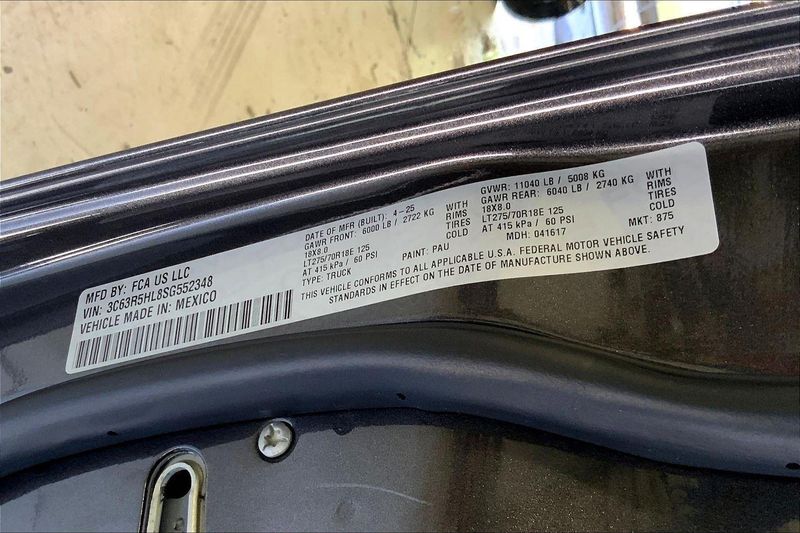 MFD BY: FCA US LLC
VIN: 3C63R5HL8SG552348
VEHICLE MADE IN: MEXICO
DATE OF MFR (BUILT): 4-25
GAWR FRONT: 6000 LB / 2722 KG WITH
18X8.0 RIMS
LT275/70R18E 125 TIRES
AT 415 kPa / 60 PSI COLD
TYPE: TRUCK PAINT: PAU
GVWR: 11040 LB / 5008 KG
GAWR REAR: 6040 LB / 2740 KG WITH
18X8.0 RIMS
LT275/70R18E 125 TIRES
AT 415 kPa / 60 PSI COLD
MDH: 041617 MKT: 875
THIS VEHICLE CONFORMS TO ALL APPLICABLE U.S.A. FEDERAL MOTOR VEHICLE SAFETY
STANDARDS IN EFFECT ON THE DATE OF MANUFACTURE SHOWN ABOVE.